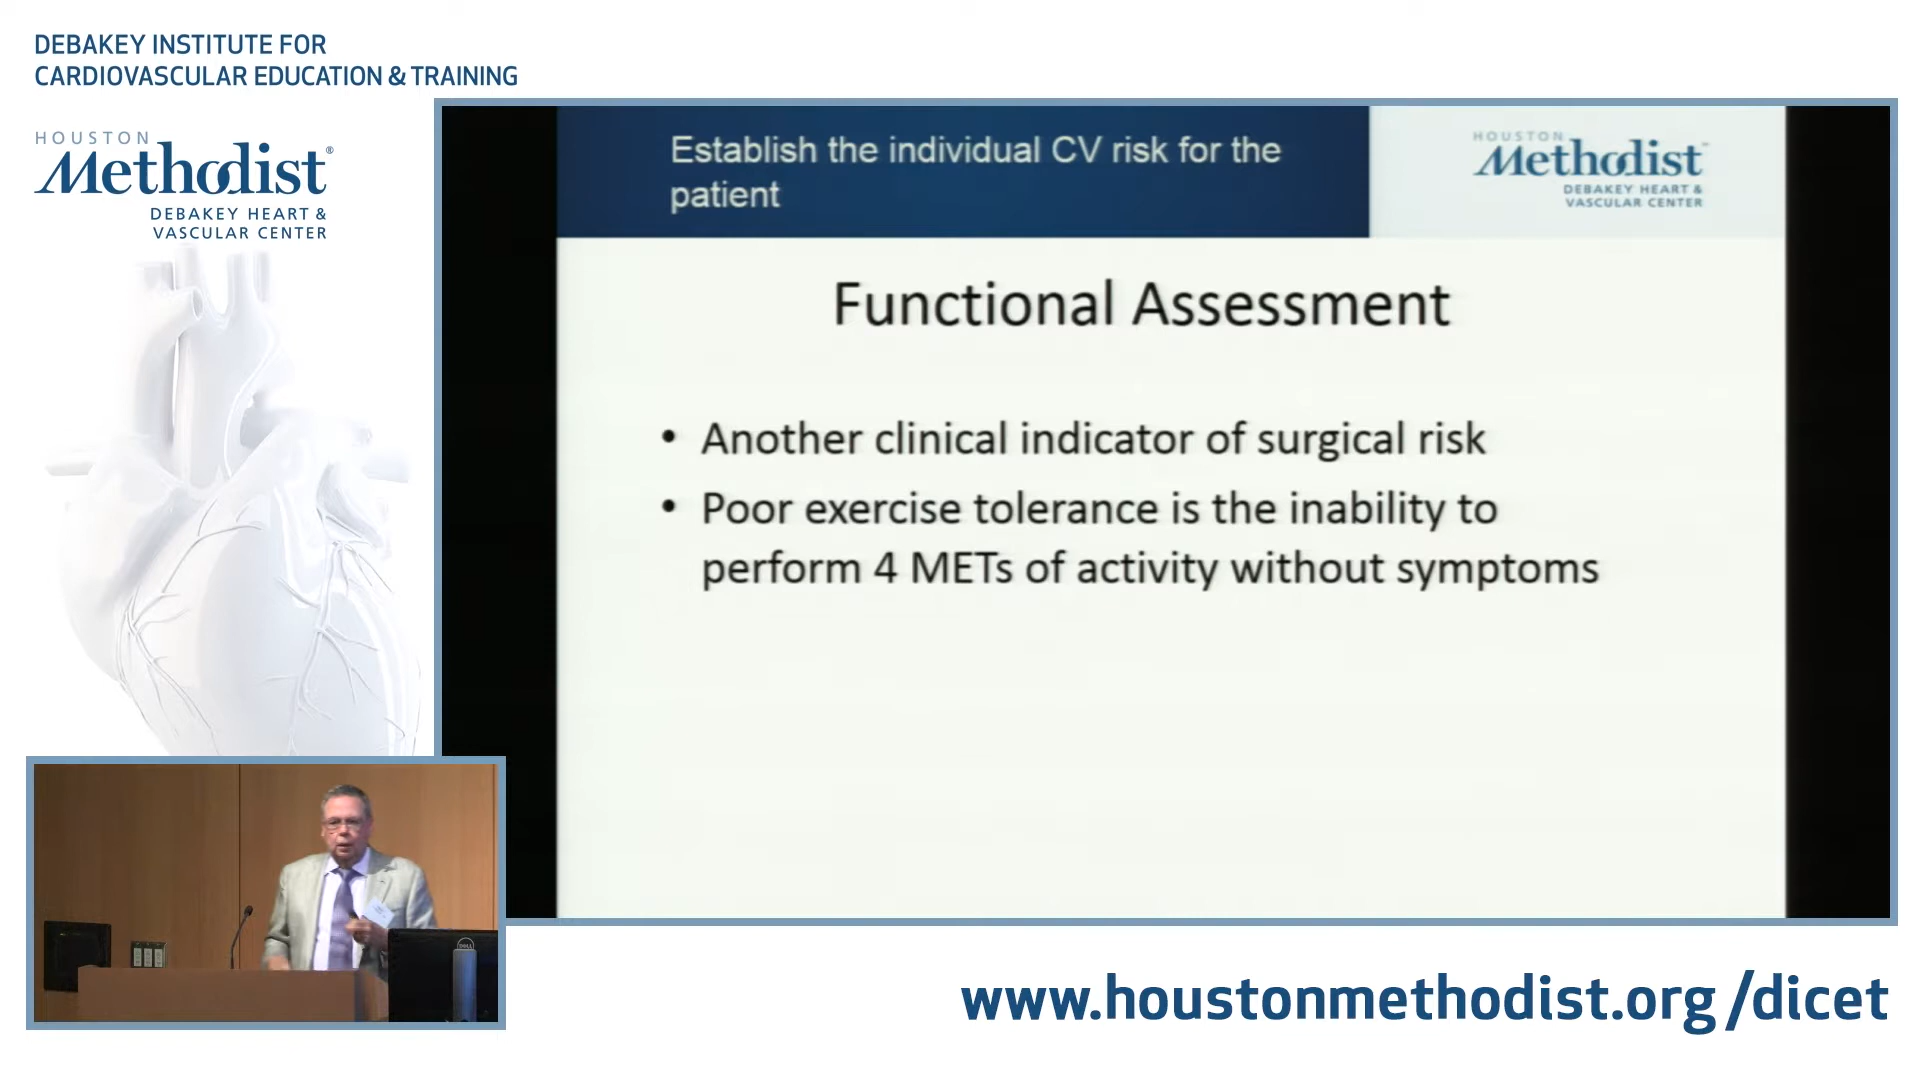 DEBAKEY INSTITUTE FOR
CARDIOVASCULAR EDUCATION & TRAINING
HOUSTON
Methodist®
DEBAKEY HEART &
VASCULAR CENTER
Establish the individual CV risk for the
patient
HOUSTON
Methodist
DEBAKEY HEART &
VASCULAR CENTER
Functional Assessment
• Another clinical indicator of surgical risk
• Poor exercise tolerance is the inability to
perform 4 METs of activity without symptoms
DELL
www.houstonmethodist.org/dicet